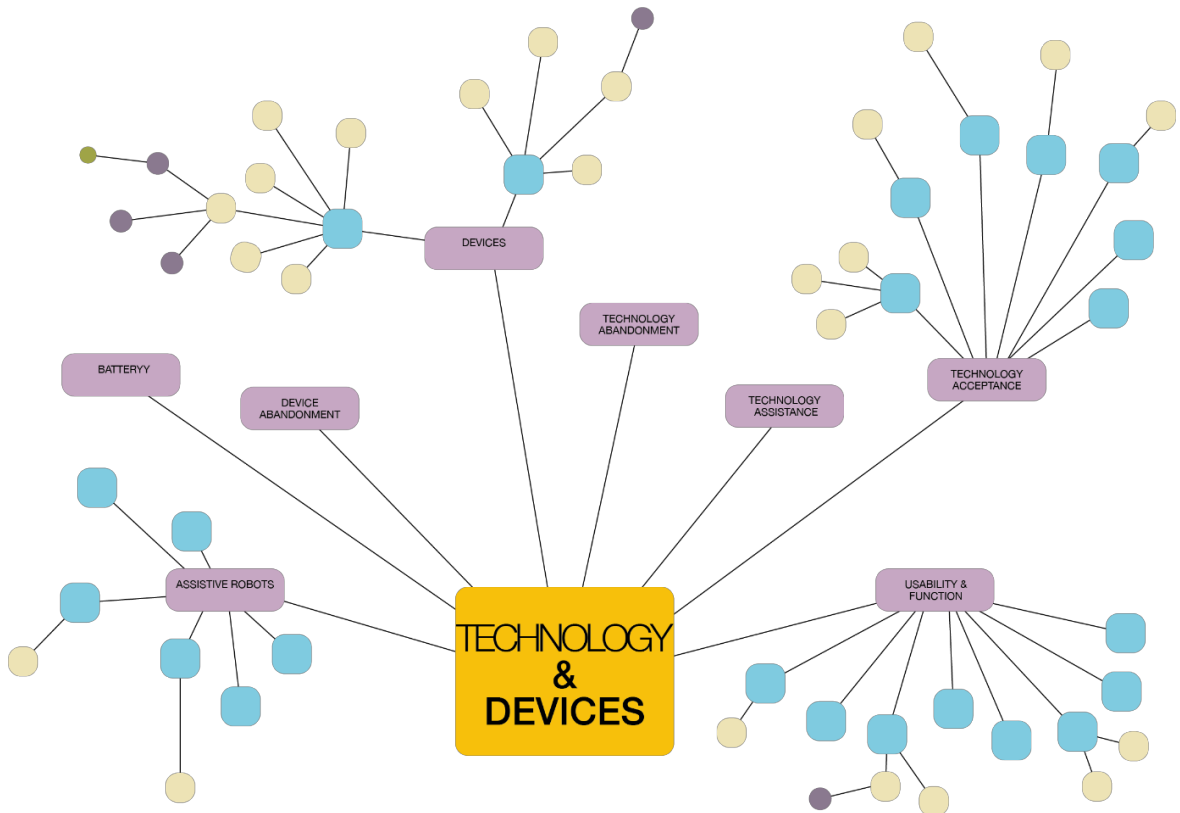 DEVICES
TECHNOLOGY
ABANDONMENT
BATTERYY
DEVICE
ABANDONMENT
TECHNOLOGY
ASSISTANCE
TECHNOLOGY
ACCEPTANCE
ASSISTIVE ROBOTS
USABILITY &
FUNCTION
TECHNOLOGY
&
DEVICES